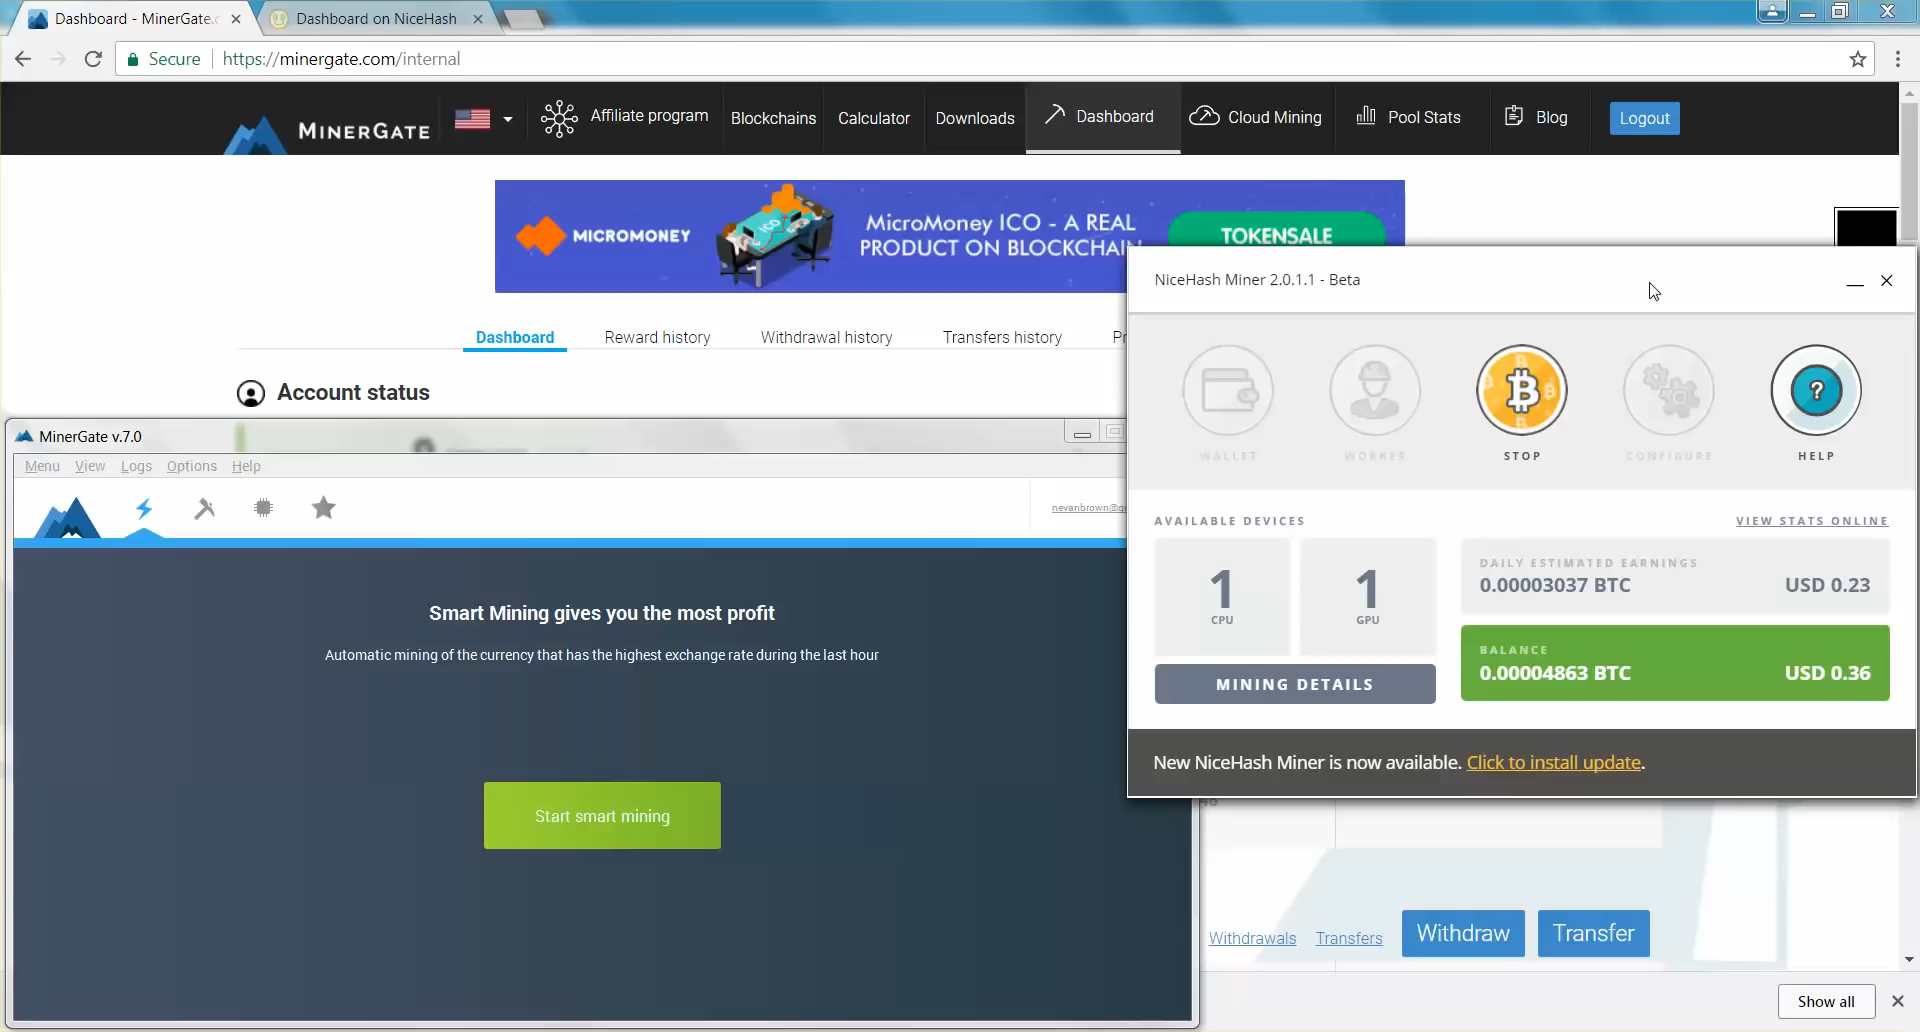 Dashboard - MinerGate.c
Dashboard on NiceHash
Secure
https://minergate.com/internal
MINERGATE
Affiliate program
Blockchains
Calculator
Downloads
Dashboard
Cloud Mining
Pool Stats
Blog
Logout
MICROMONEY
ICO
MicroMoney ICO - A REAL
PRODUCT ON BLOCKCHAIN
TOKENSALE
Dashboard
Reward history
Withdrawal history
Transfers history
Pr
Account status
NiceHash Miner 2.0.1.1 - Beta
WALLET
WORKER
STOP
CONFIGURE
HELP
AVAILABLE DEVICES
VIEW STATS ONLINE
1
CPU
1
GPU
DAILY ESTIMATED EARNINGS
0.00003037 BTC
USD 0.23
BALANCE
0.00004863 BTC
USD 0.36
MINING DETAILS
New NiceHash Miner is now available. Click to install update.
MinerGate v.7.0
Menu
View
Logs
Options
Help
nevanbrown@g
Smart Mining gives you the most profit
Automatic mining of the currency that has the highest exchange rate during the last hour
Start smart mining
Withdrawals
Transfers
Withdraw
Transfer
Show all